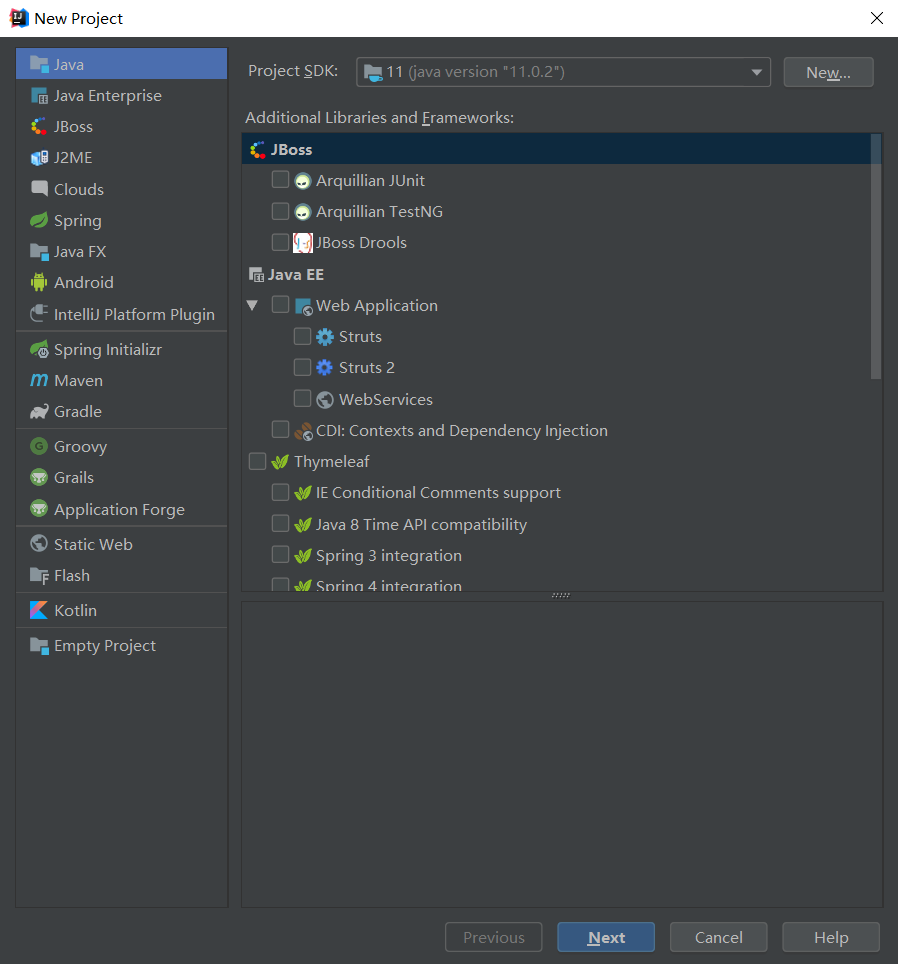 New Project
Java
Java Enterprise
JBoss
J2ME
Clouds
Spring
Java FX
Android
IntelliJ Platform Plugin
Spring Initializr
Maven
Gradle
Groovy
Grails
Application Forge
Static Web
Flash
Kotlin
Empty Project
Project SDK: 11 (java version "11.0.2") New...
Additional Libraries and Frameworks:
JBoss
Arquillian JUnit
Arquillian TestNG
JBoss Drools
Java EE
Web Application
Struts
Struts 2
WebServices
CDI: Contexts and Dependency Injection
Thymeleaf
IE Conditional Comments support
Java 8 Time API compatibility
Spring 3 integration
Spring 4 integration
Previous Next Cancel Help